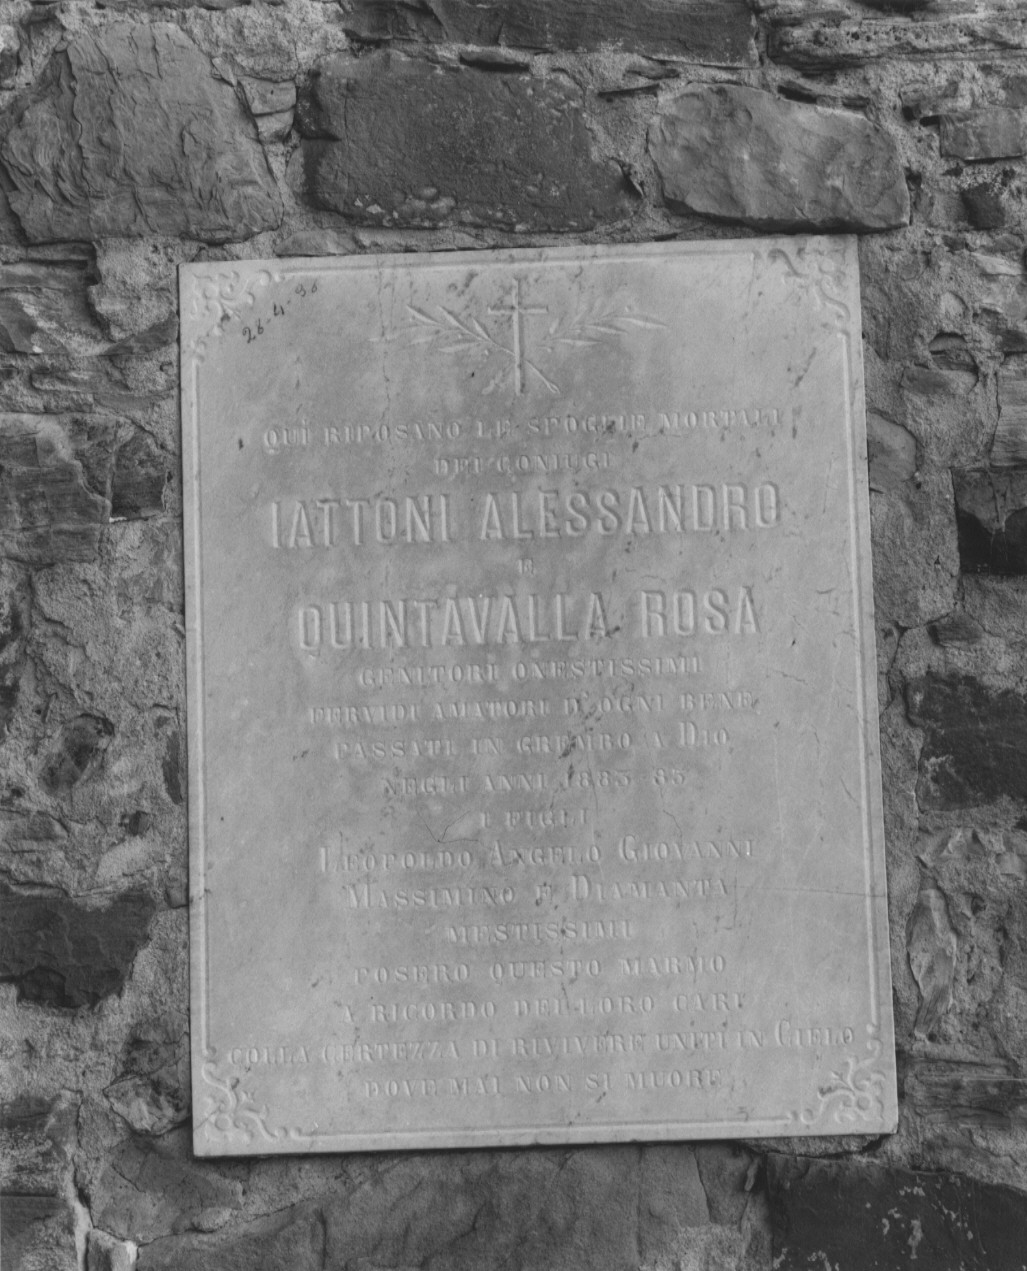 26-4-96
QUI RIPOSANO LE SPOGLIE MORTALI
DEI CONIUGI
IATTONI ALESSANDRO
E
QUINTAVALLA ROSA
GENITORI ONESTISSIMI
FERVIDI AMATORI D'OGNI BENE
PASSATI IN GREMBO A DIO
NEGLI ANNI 1883-85
I FIGLI
LEOPOLDO ANGELO GIOVANNI
MASSIMINO E DIAMANTA
MESTISSIMI
POSERO QUESTO MARMO
A RICORDO DEI LORO CARI
COLLA CERTEZZA DI RIVIVERE UNITI IN CIELO
DOVE MAI NON SI MUORE